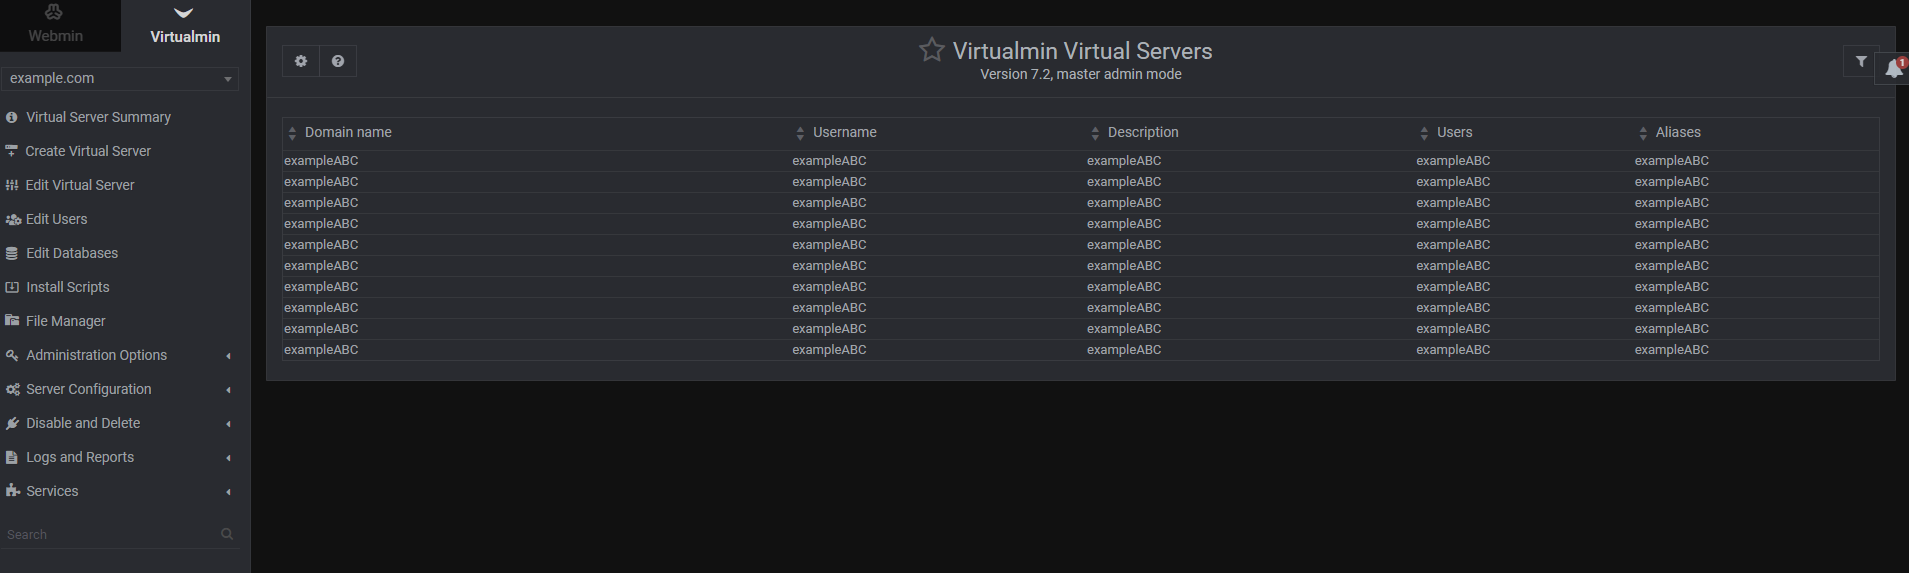 Webmin
Virtualmin
example.com
Virtual Server Summary
Create Virtual Server
Edit Virtual Server
Edit Users
Edit Databases
Install Scripts
File Manager
Administration Options
Server Configuration
Disable and Delete
Logs and Reports
Services
Search
Virtualmin Virtual Servers
Version 7.2, master admin mode
1
Domain name Username Description Users Aliases
exampleABC exampleABC exampleABC exampleABC exampleABC
exampleABC exampleABC exampleABC exampleABC exampleABC
exampleABC exampleABC exampleABC exampleABC exampleABC
exampleABC exampleABC exampleABC exampleABC exampleABC
exampleABC exampleABC exampleABC exampleABC exampleABC
exampleABC exampleABC exampleABC exampleABC exampleABC
exampleABC exampleABC exampleABC exampleABC exampleABC
exampleABC exampleABC exampleABC exampleABC exampleABC
exampleABC exampleABC exampleABC exampleABC exampleABC
exampleABC exampleABC exampleABC exampleABC exampleABC